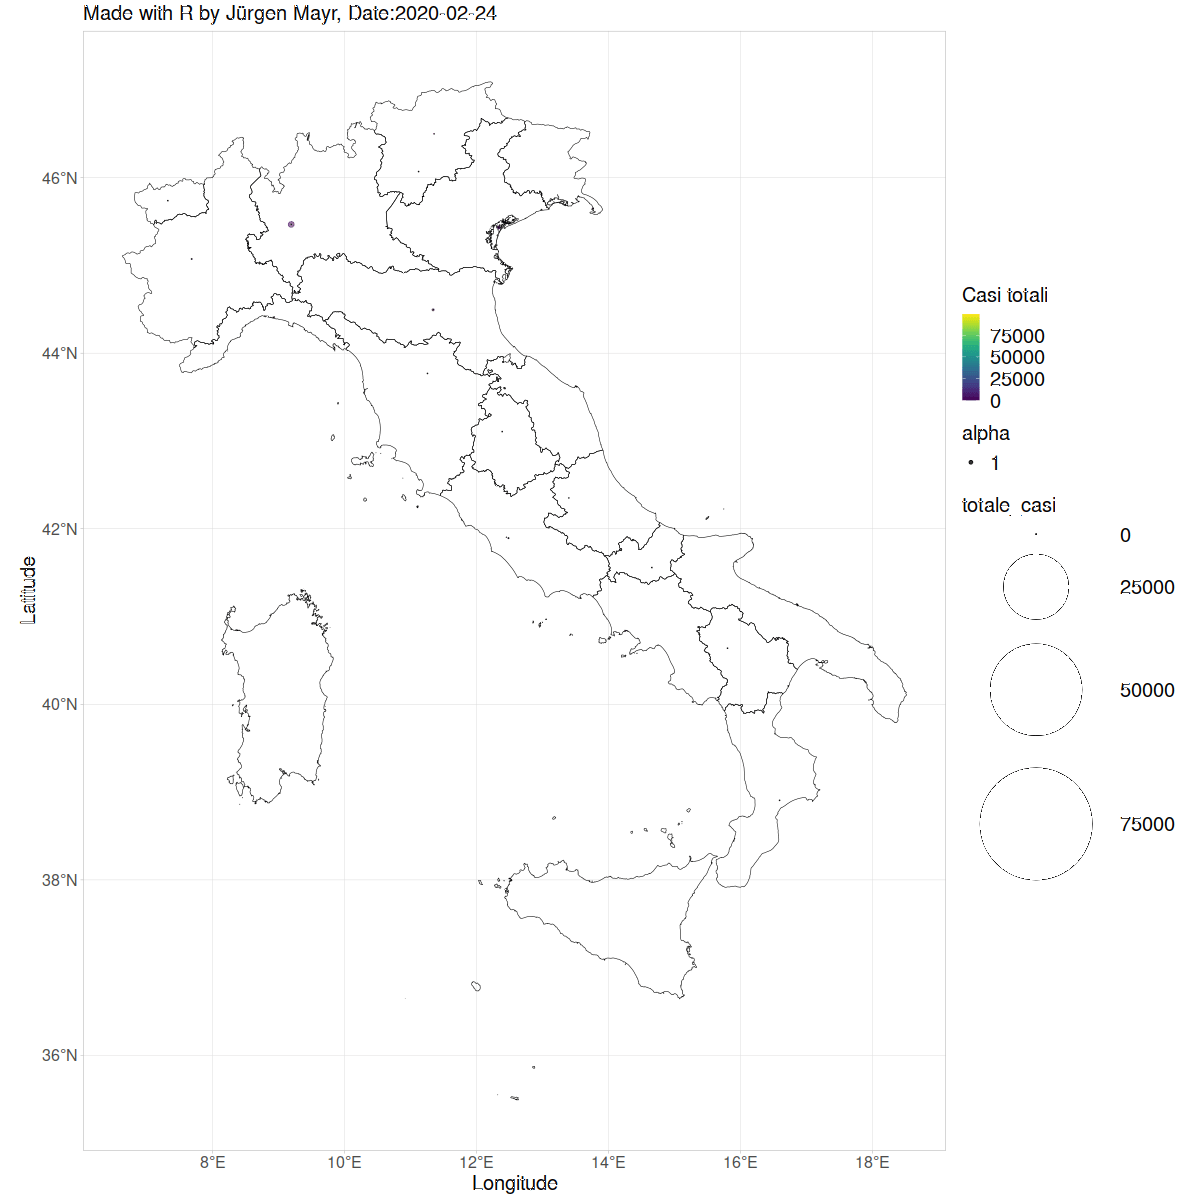 Made with R by Jürgen Mayr, Date:2020-02-24
46°N
44°N
42°N
40°N
38°N
36°N
Latitude
8°E
10°E
12°E
14°E
16°E
18°E
Longitude
Casi totali
75000
50000
25000
0
alpha
1
totale_casi
0
25000
50000
75000